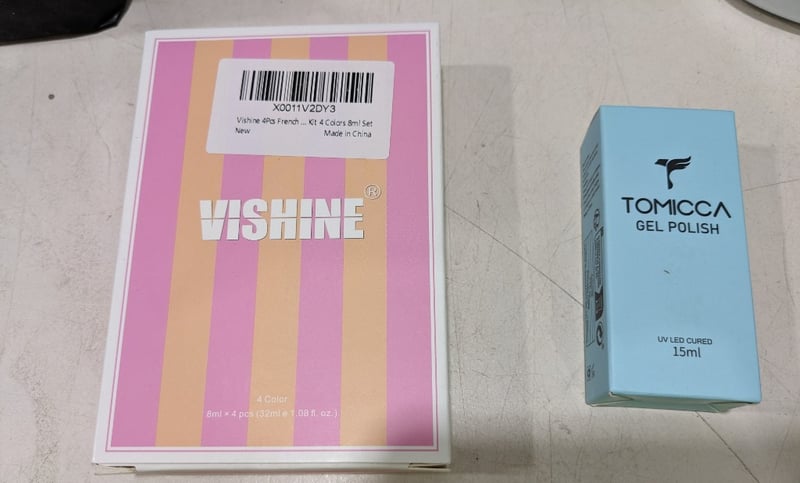 X0011V2DY3
Vishine 4Pcs French ... Kit 4 Colors 8ml Set
New Made in China
VISHINE®
4 Color
8ml × 4 pcs (32ml e 1.08 fl. oz.)
TOMICCA
GEL POLISH
UV LED CURED
15ml